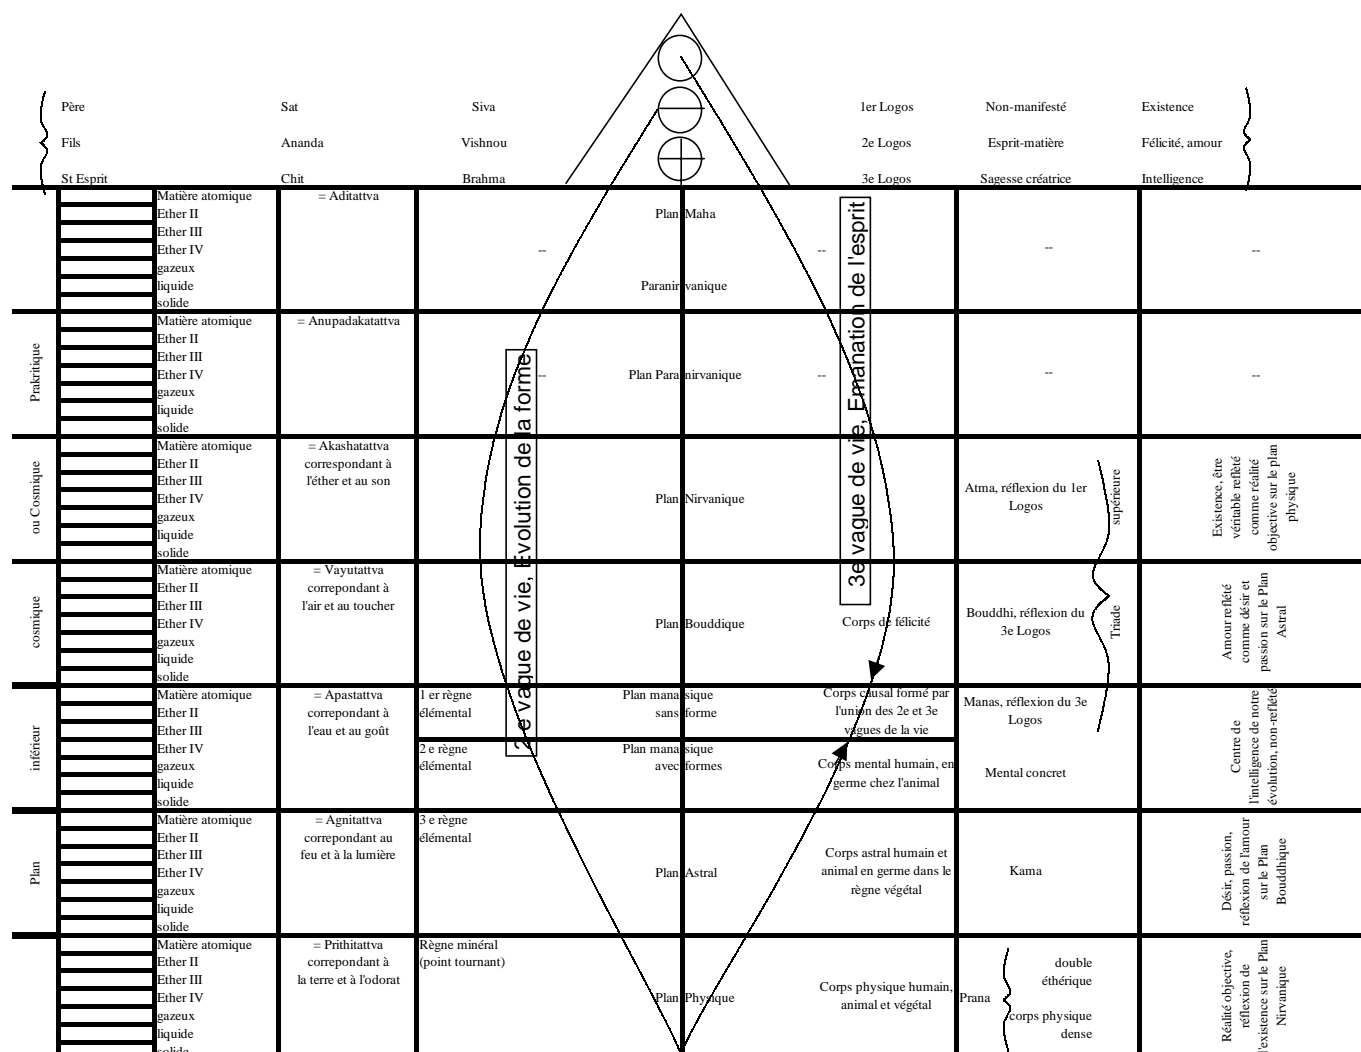 Père Sat Siva 1er Logos Non-manifesté Existence
Fils Ananda Vishnou 2e Logos Esprit-matière Félicité, amour
St Esprit Chit Brahma 3e Logos Sagesse créatrice Intelligence
Matière atomique = Aditattva
Ether II Plan Maha
Ether III
Ether IV -- -- -- --
gazeux
liquide Paranirvanique
solide
Prakritique
Matière atomique = Anupadakatattva
Ether II
Ether III
Ether IV -- Plan Paranirvanique -- -- --
gazeux
liquide
solide
2 e vague de vie, Evolution de la forme
3e vague de vie, Emanation de l'esprit
ou Cosmique
Matière atomique = Akashatattva
Ether II correspondant à
Ether III l'éther et au son
Ether IV Plan Nirvanique
gazeux
liquide
solide
Atma, réflexion du 1er
Logos
supérieure
Existence, être
véritable reflèté
comme réalité
objective sur le plan
physique
cosmique
Matière atomique = Vayutattva
Ether II correpondant à
Ether III l'air et au toucher
Ether IV Plan Bouddique Corps de félicité
gazeux
liquide
solide
Bouddhi, réflexion du
3e Logos
Triade
Amour reflété
comme désir et
passion sur le Plan
Astral
inférieur
Matière atomique = Apastattva
Ether II correpondant à
Ether III l'eau et au goût
Ether IV
gazeux
liquide
solide
1 er règne
élémental
Plan manasique
sans forme
Corps causal formé par
l'union des 2e et 3e
vagues de la vie
Manas, réflexion du 3e
Logos
2 e règne
élémental
Plan manasique
avec formes
Corps mental humain, en
germe chez l'animal
Mental concret
Centre de
l'intelligence de notre
évolution, non-reflété
Plan
Matière atomique = Agnitattva
Ether II correpondant au
Ether III feu et à la lumière
Ether IV
gazeux
liquide
solide
3 e règne
élémental
Plan Astral
Corps astral humain et
animal en germe dans le
règne végétal
Kama
Désir, passion,
réflexion de l'amour
sur le Plan
Bouddhique
Matière atomique = Prithitattva
Ether II correpondant à
Ether III la terre et à l'odorat
Ether IV
gazeux
liquide
solide
Règne minéral
(point tournant)
Plan Physique
Corps physique humain,
animal et végétal
Prana
double
éthérique
corps physique
dense
Réalité objective,
réflexion de
l'existence sur le Plan
Nirvanique